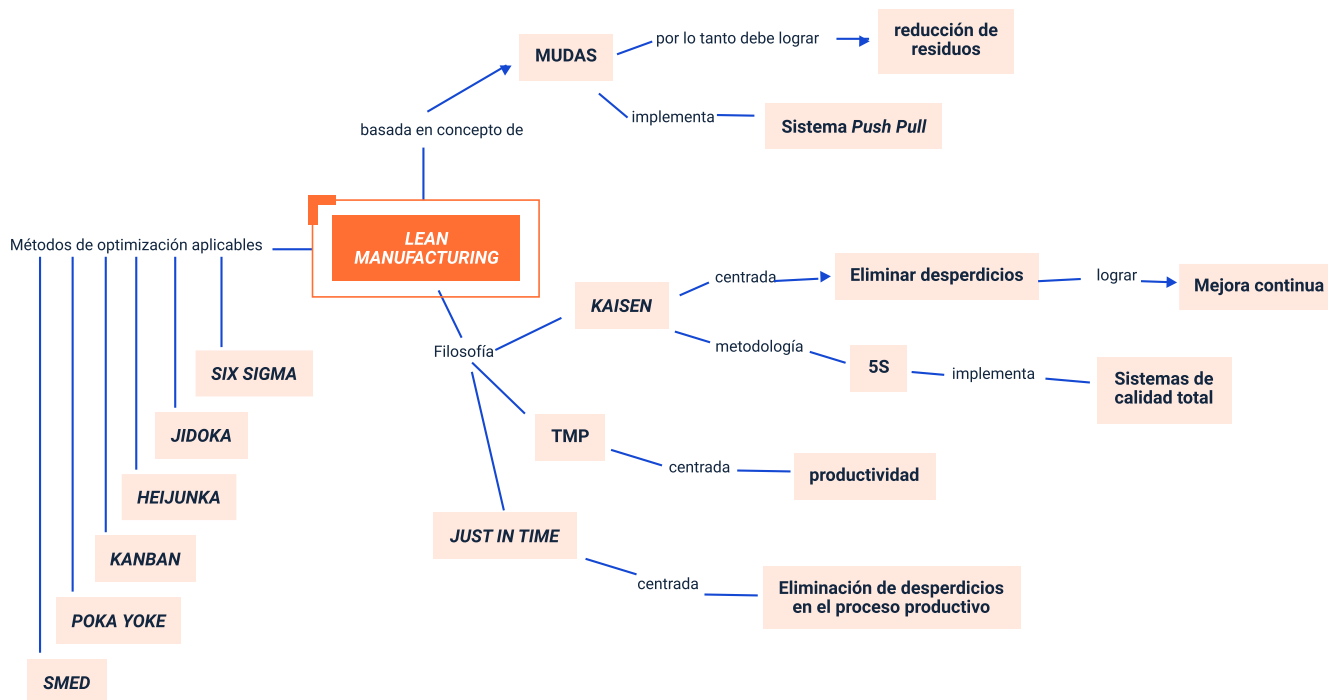 MUDAS
por lo tanto debe lograr
reducción de
residuos
implementa
Sistema Push Pull
basada en concepto de
LEAN
MANUFACTURING
Métodos de optimización aplicables
SIX SIGMA
JIDOKA
HEIJUNKA
KANBAN
POKA YOKE
SMED
Filosofía
KAISEN
centrada
Eliminar desperdicios
lograr
Mejora continua
metodología
5S
implementa
Sistemas de
calidad total
TMP
centrada
productividad
JUST IN TIME
centrada
Eliminación de desperdicios
en el proceso productivo